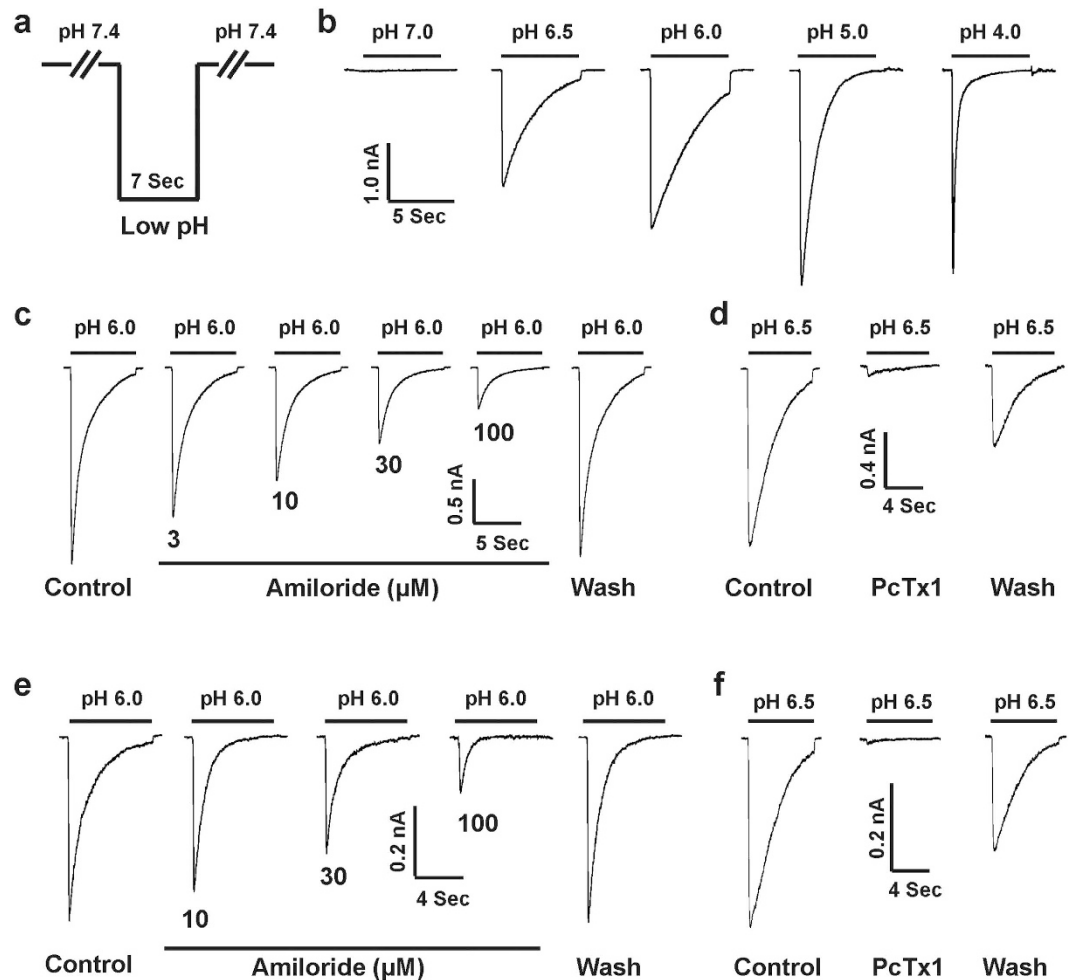 a
pH 7.4 pH 7.4
7 Sec
Low pH
b
pH 7.0 pH 6.5 pH 6.0 pH 5.0 pH 4.0
1.0 nA
5 Sec
c
pH 6.0 pH 6.0 pH 6.0 pH 6.0 pH 6.0 pH 6.0
3
10
30
100
0.5 nA
5 Sec
Control Amiloride (µM) Wash
d
pH 6.5 pH 6.5 pH 6.5
0.4 nA
4 Sec
Control PcTx1 Wash
e
pH 6.0 pH 6.0 pH 6.0 pH 6.0 pH 6.0
10
30
100
0.2 nA
4 Sec
Control Amiloride (µM) Wash
f
pH 6.5 pH 6.5 pH 6.5
0.2 nA
4 Sec
Control PcTx1 Wash